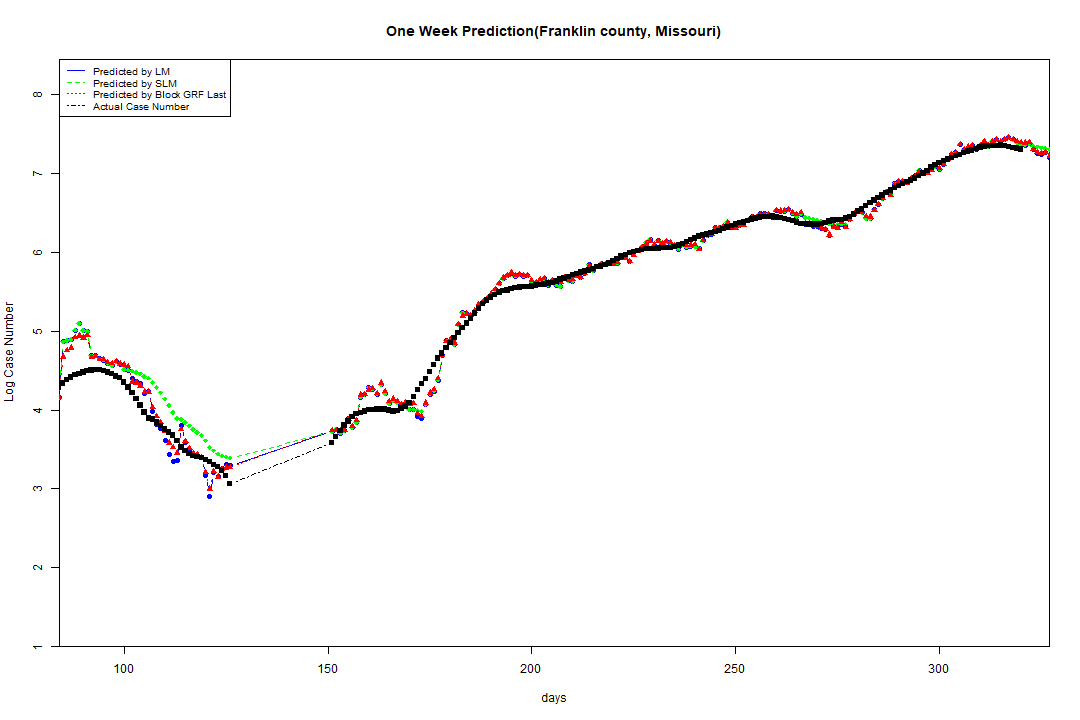 One Week Prediction(Franklin county, Missouri)
Predicted by LM
Predicted by SLM
Predicted by Block GRF Last
Actual Case Number
8
7
6
5
4
3
2
1
Log Case Number
100 150 200 250 300
days